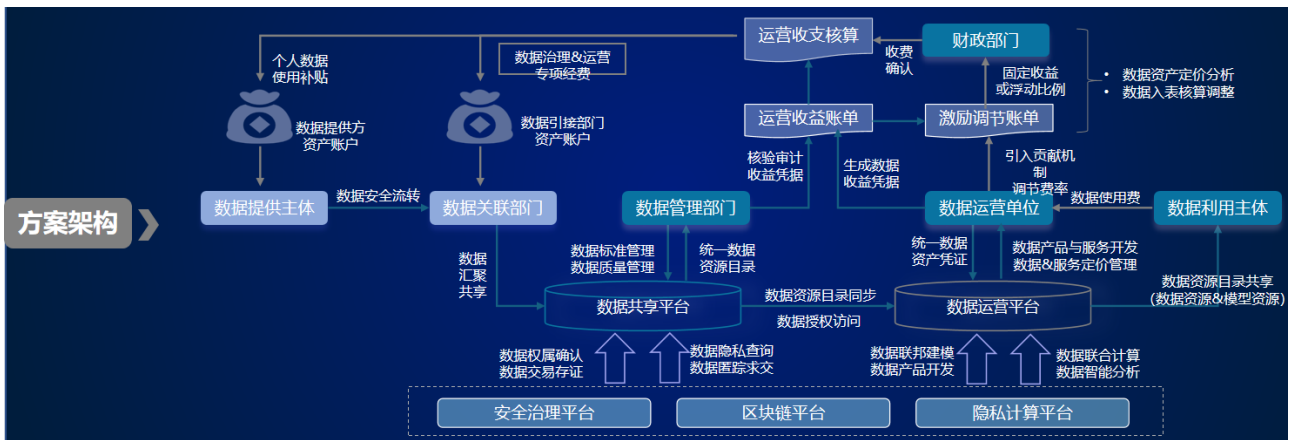 运营收支核算
财政部门
收费
确认
个人数据
使用补贴
数据治理&运营
专项经费
固定收益
或浮动比例
• 数据资产定价分析
• 数据入表核算调整
数据提供方
资产账户
数据引接部门
资产账户
运营收益账单
激励调节账单
核验审计
收益凭据
生成数据
收益凭据
引入贡献机
制
调节费率
方案架构
数据提供主体
数据安全流转
数据关联部门
数据管理部门
数据运营单位
数据使用费
数据利用主体
数据
汇聚
共享
数据标准管理
数据质量管理
统一数据
资源目录
统一数据
资产凭证
数据产品与服务开发
数据&服务定价管理
数据资源目录共享
(数据资源&模型资源)
数据共享平台
数据资源目录同步
数据授权访问
数据运营平台
数据权属确认
数据交易存证
数据隐私查询
数据匿踪求交
数据联邦建模
数据产品开发
数据联合计算
数据智能分析
安全治理平台
区块链平台
隐私计算平台